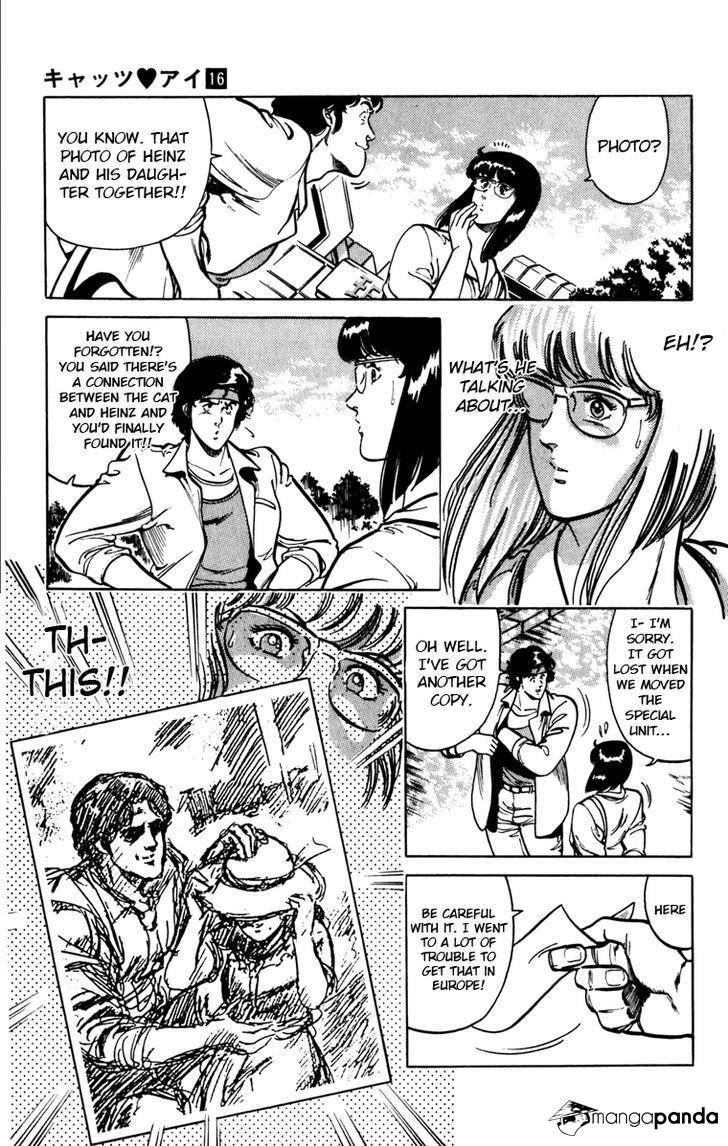 キャッツ♥アイ 16
PHOTO?
YOU KNOW. THAT
PHOTO OF HEINZ
AND HIS DAUGH-
TER TOGETHER!!
EH!?
WHAT'S HE
TALKING
ABOUT...
HAVE YOU
FORGOTTEN!?
YOU SAID THERE'S
A CONNECTION
BETWEEN THE CAT
AND HEINZ AND
YOU'D FINALLY
FOUND IT!!
I- I'M
SORRY.
IT GOT
LOST WHEN
WE MOVED
THE
SPECIAL
UNIT...
OH WELL.
I'VE GOT
ANOTHER
COPY.
HERE
BE CAREFUL
WITH IT. I WENT
TO A LOT OF
TROUBLE TO
GET THAT IN
EUROPE!
TH-
THIS!!
mangapanda